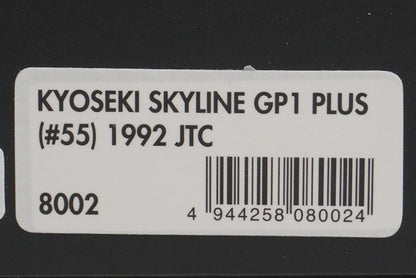 KYOSEKI SKYLINE GP1 PLUS
(#55) 1992 JTC
8002
4 944258 080024